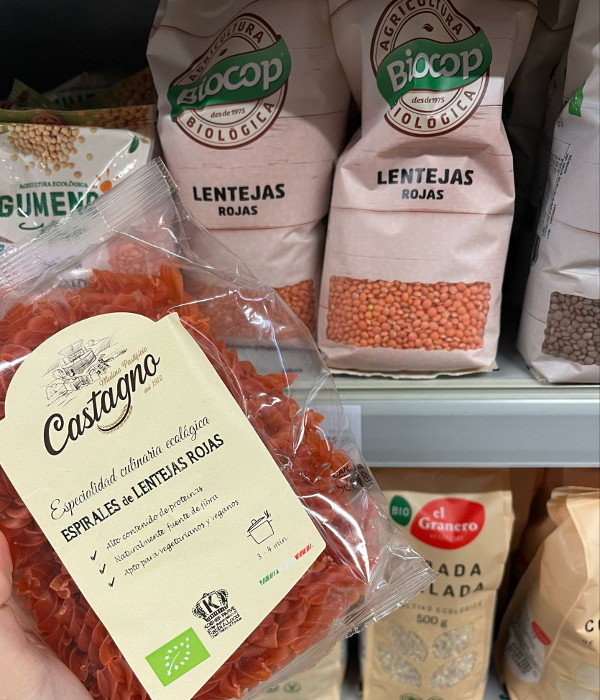 AGRICULTURA
Biocop
desde 1975
BIOLÓGICA
LENTEJAS
ROJAS
AGRICULTURA
Biocop
desde 1975
BIOLÓGICA
LENTEJAS
ROJAS
AGRICULTURA ECOLÓGICA
GUMENO
Molino Pastificio
Castagno
Especialidad culinaria ecológica
ESPIRALES de LENTEJAS ROJAS
Alto contenido de proteínas
Naturalmente fuente de fibra
Apto para vegetarianos y veganos
3 - 4 min.
K
BIO
el
Granero
ADA
LADA
500 g